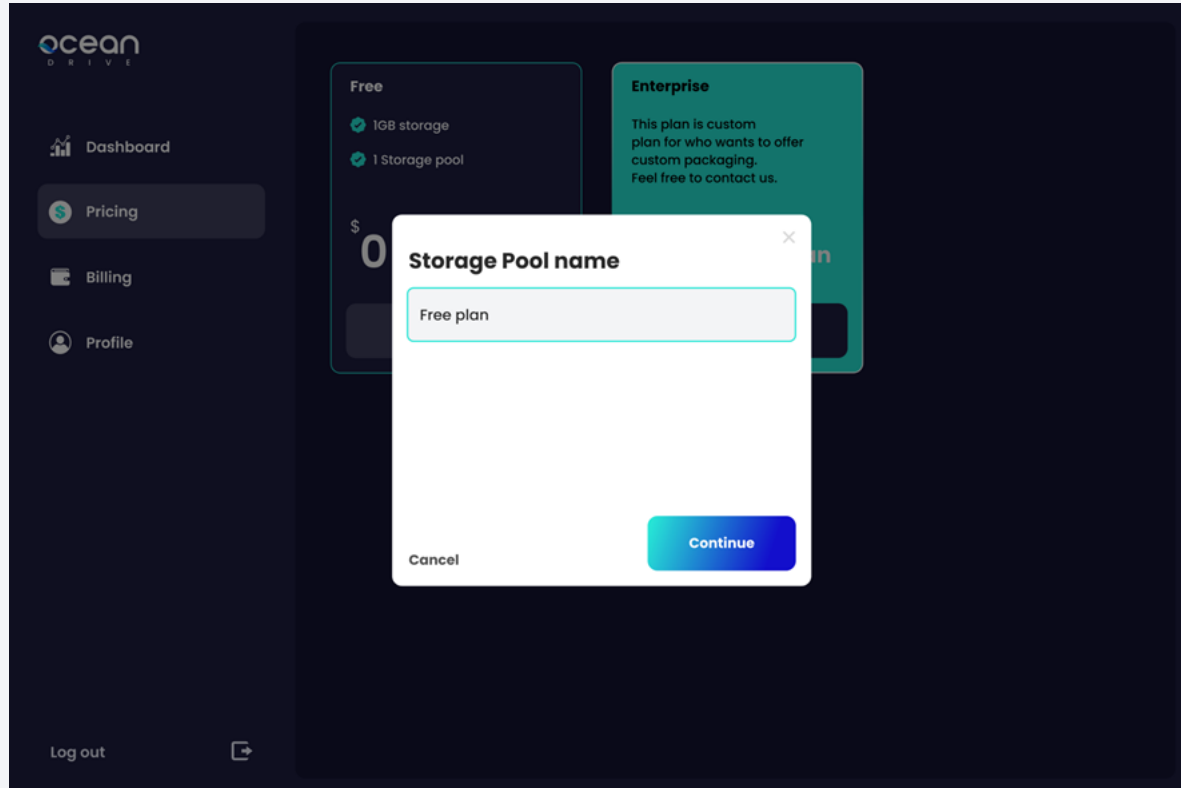 ocean
DRIVE
Dashboard
Pricing
Billing
Profile
Log out
Free
1GB storage
1 Storage pool
$
0
Enterprise
This plan is custom
plan for who wants to offer
custom packaging.
Feel free to contact us.
Storage Pool name
Free plan
Cancel
Continue